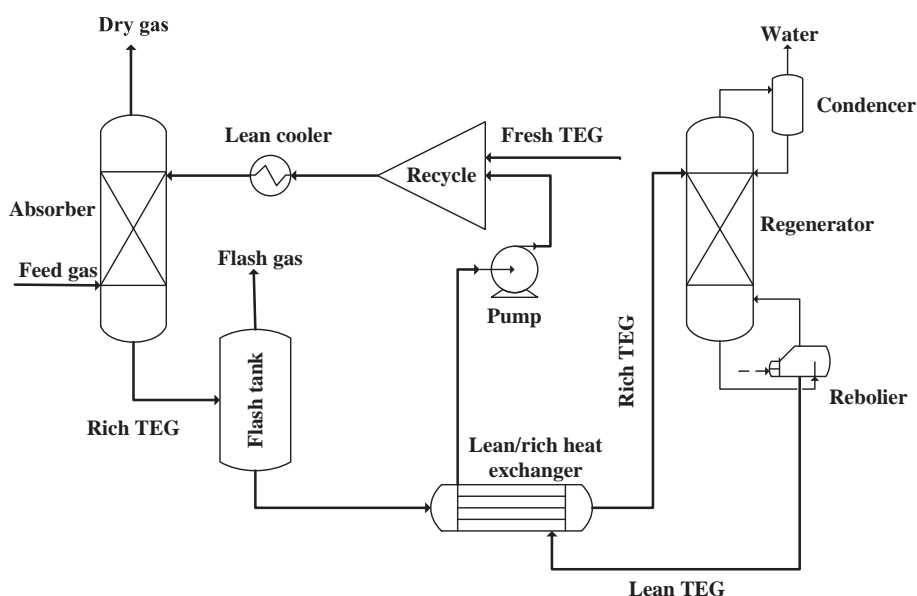 Dry gas
Water
Condencer
Lean cooler
Fresh TEG
Recycle
Absorber
Regenerator
Feed gas
Flash gas
Pump
Rich TEG
Flash tank
Rich TEG
Rebolier
Lean/rich heat
exchanger
Lean TEG